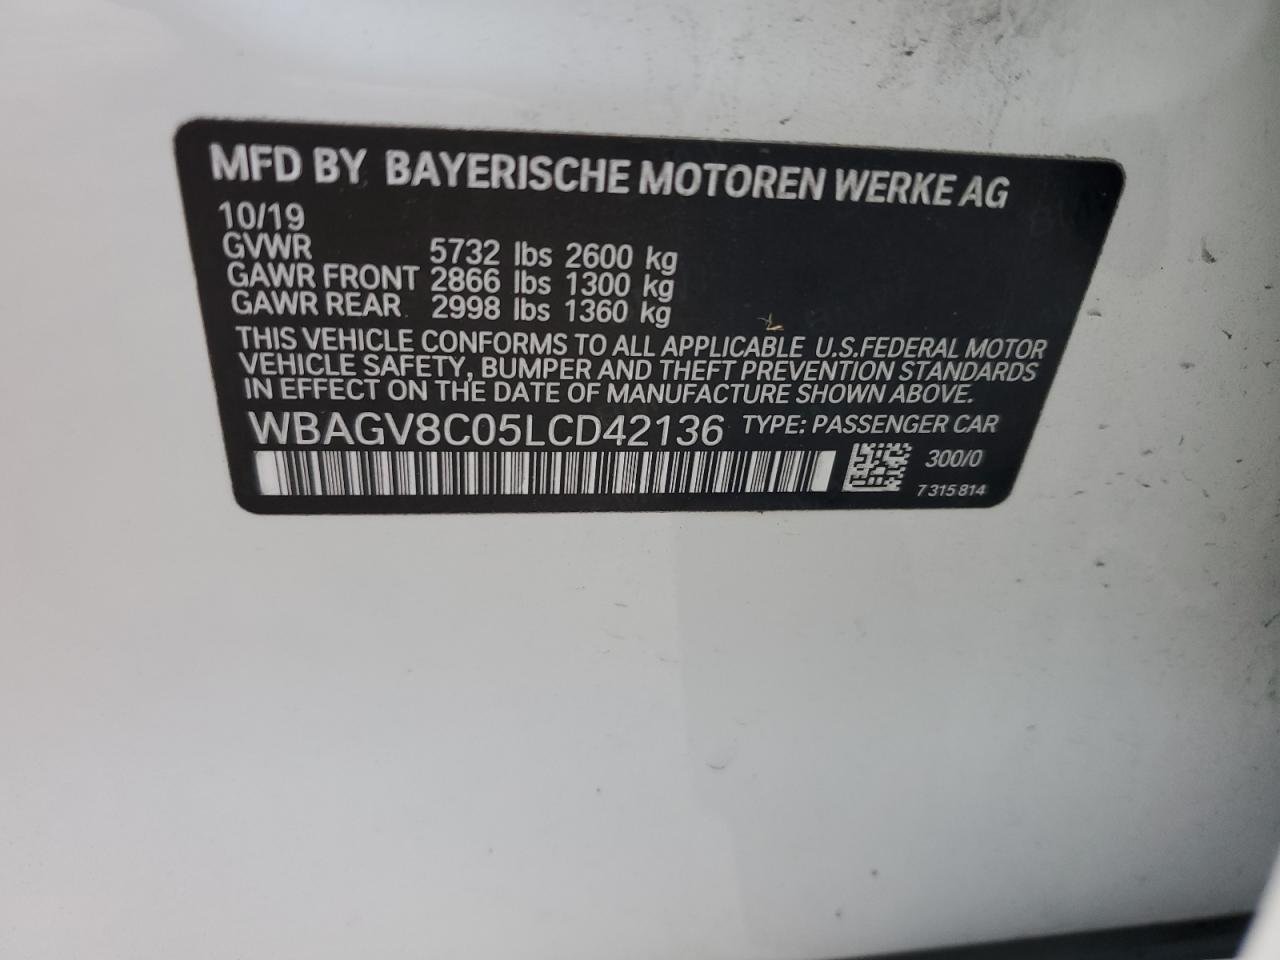 MFD BY BAYERISCHE MOTOREN WERKE AG
10/19
GVWR 5732 lbs 2600 kg
GAWR FRONT 2866 lbs 1300 kg
GAWR REAR 2998 lbs 1360 kg
THIS VEHICLE CONFORMS TO ALL APPLICABLE U.S.FEDERAL MOTOR
VEHICLE SAFETY, BUMPER AND THEFT PREVENTION STANDARDS
IN EFFECT ON THE DATE OF MANUFACTURE SHOWN ABOVE.
WBAGV8C05LCD42136 TYPE: PASSENGER CAR
300/0
7 315 814